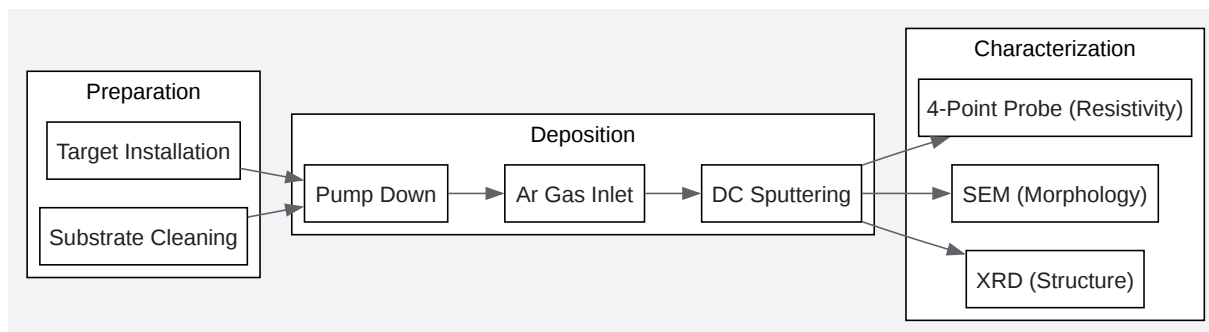 Preparation
Target Installation
Substrate Cleaning
Deposition
Pump Down
Ar Gas Inlet
DC Sputtering
Characterization
4-Point Probe (Resistivity)
SEM (Morphology)
XRD (Structure)